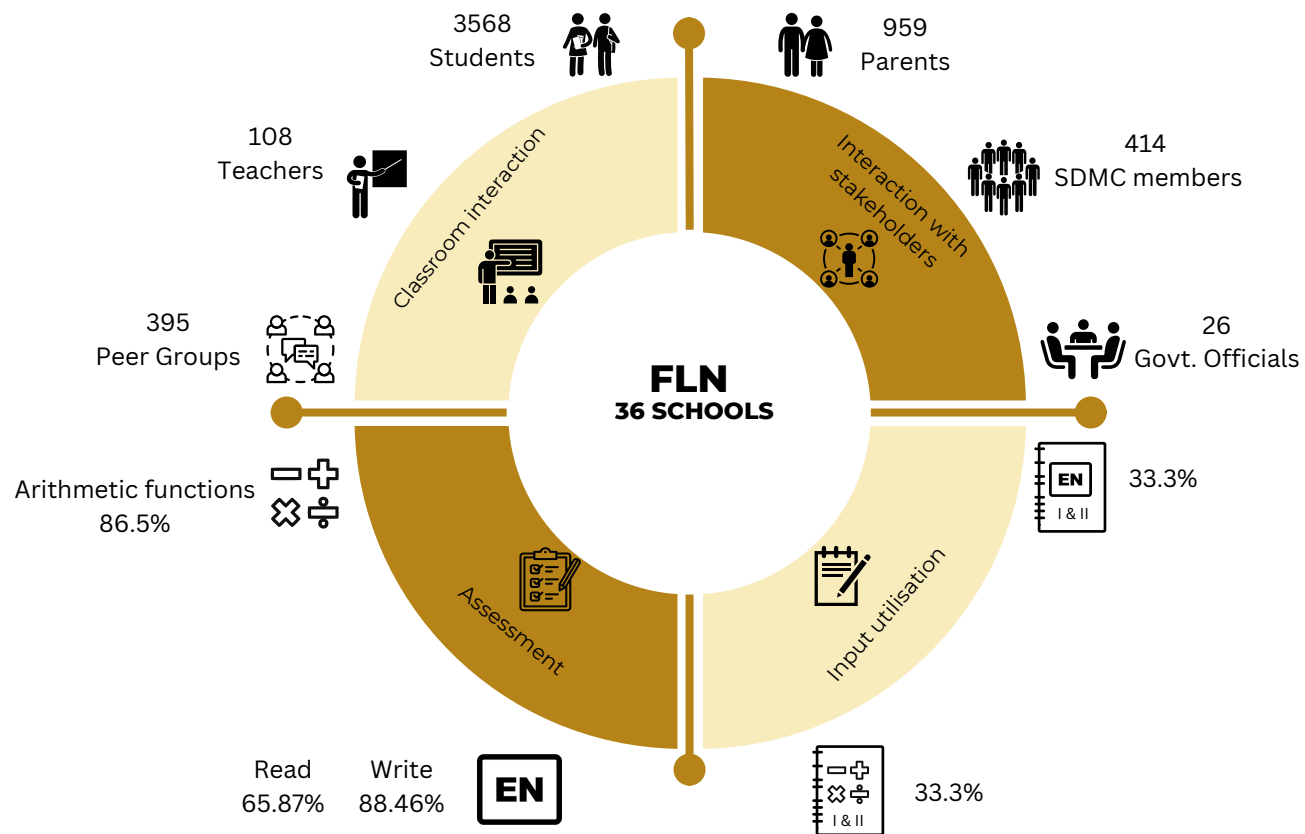 3568
Students
959
Parents
108
Teachers
414
SDMC members
Classroom interaction
Interaction with
stakeholders
395
Peer Groups
26
Govt. Officials
FLN
36 SCHOOLS
Arithmetic functions
86.5%
EN
I & II
33.3%
Assessment
Input utilisation
Read
65.87%
Write
88.46%
EN
I & II
33.3%